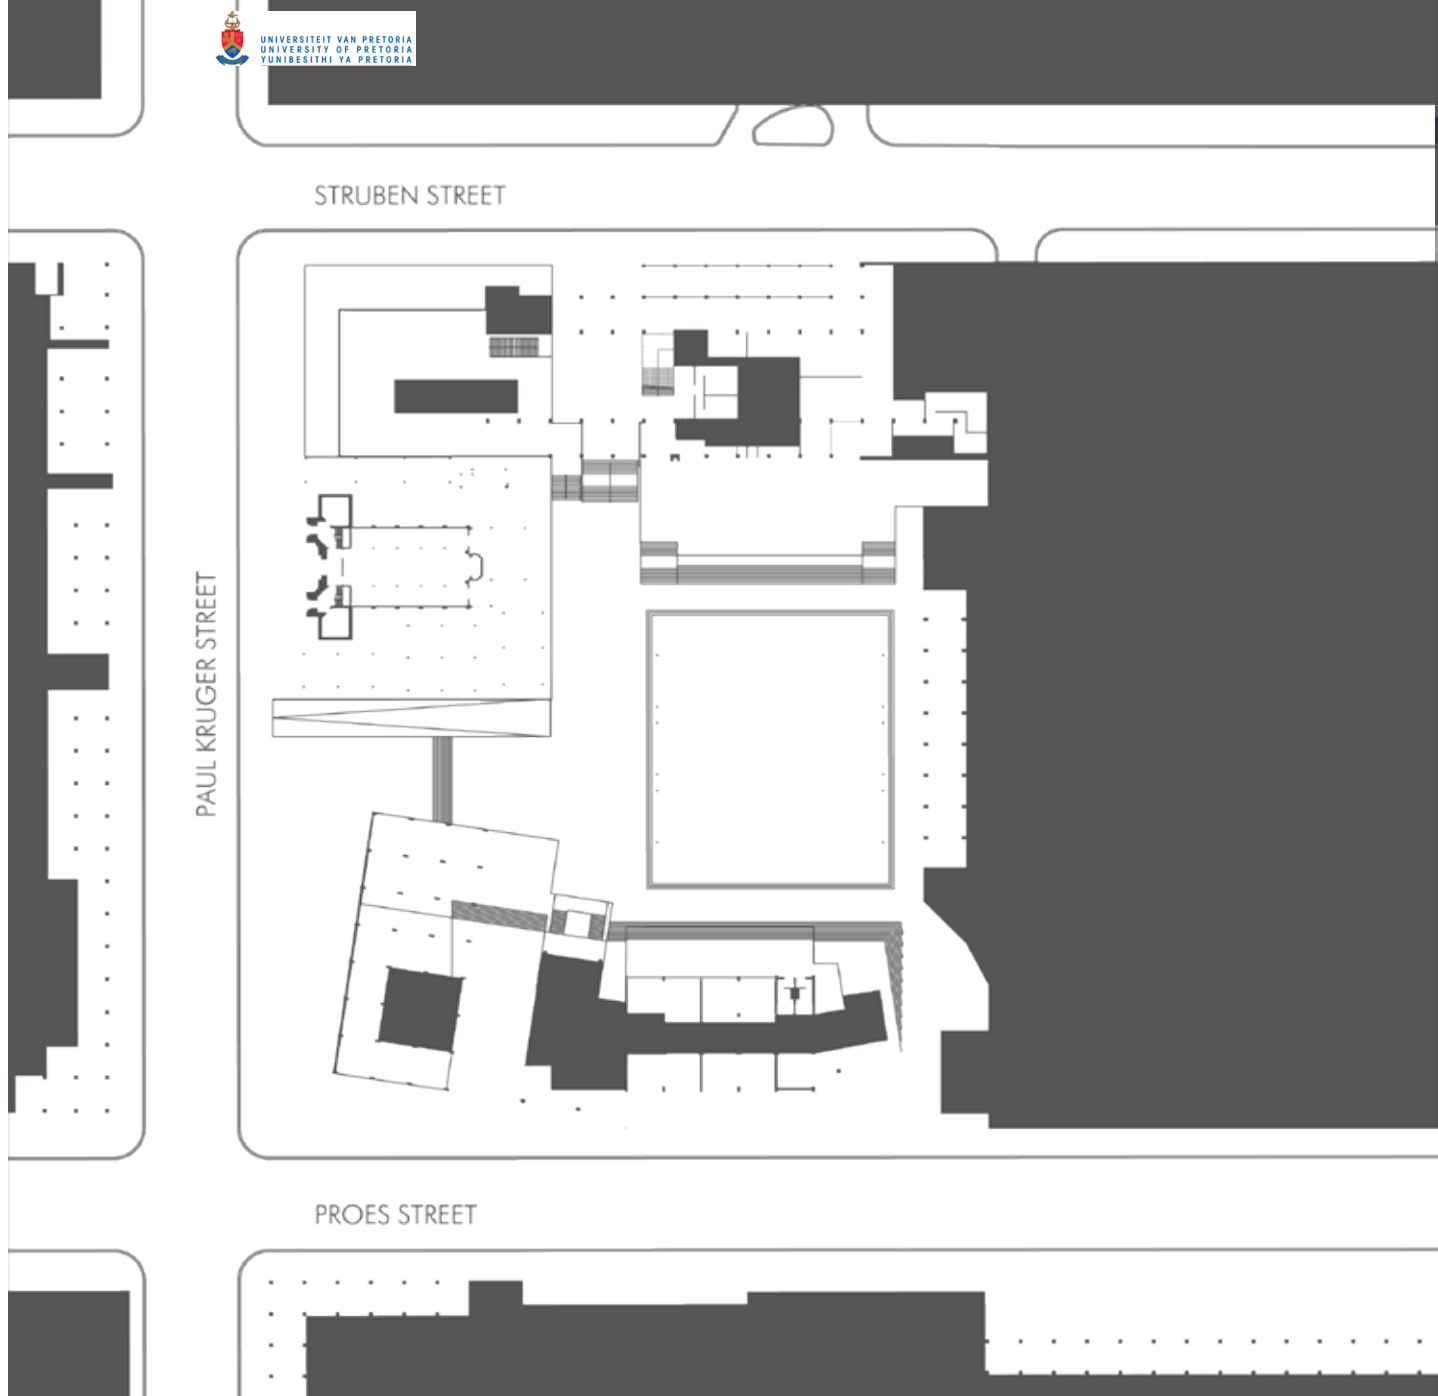 UNIVERSITEIT VAN PRETORIA
UNIVERSITY OF PRETORIA
YUNIBESITHI YA PRETORIA
STRUBEN STREET
PAUL KRUGER STREET
PROES STREET